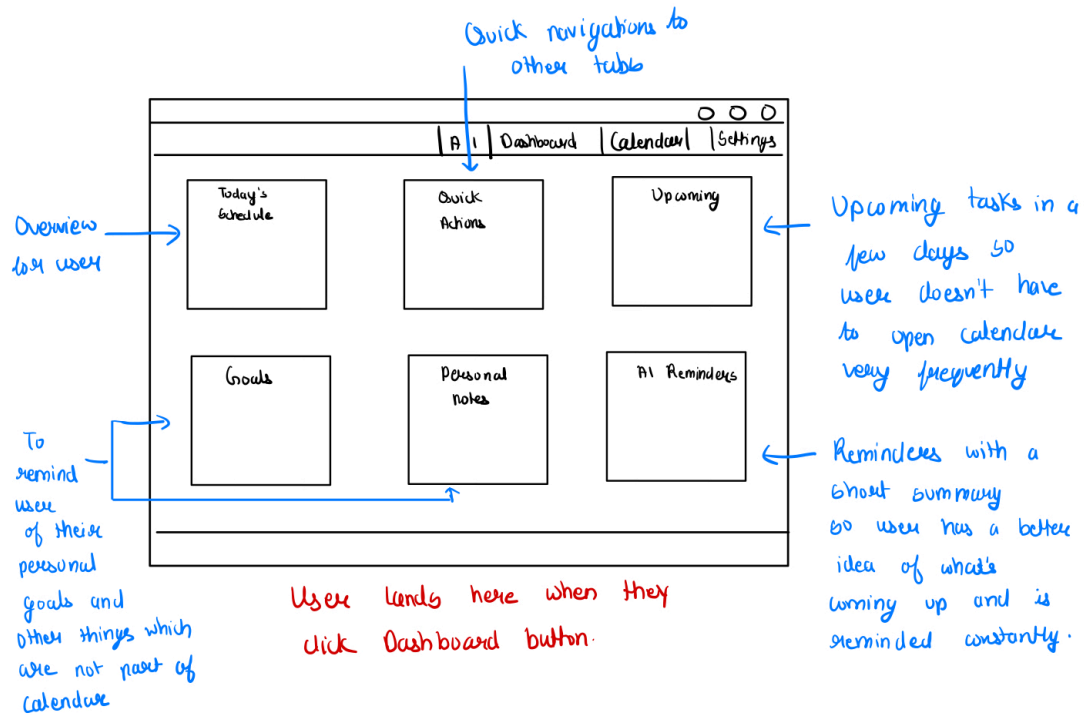 Quick navigations to
other tabs
AI
Dashboard
Calendar
Settings
Today's
Schedule
Quick
Actions
Upcoming
Overview
for user
Upcoming tasks in a
few days so
user doesn't have
to open calendar
very frequently
Goals
Personal
notes
AI Reminders
To
remind
user
of their
personal
goals and
other things which
are not part of
Calendar
Reminders with a
short summary
so user has a better
idea of what's
coming up and is
reminded constantly.
User lands here when they
click Dashboard button.